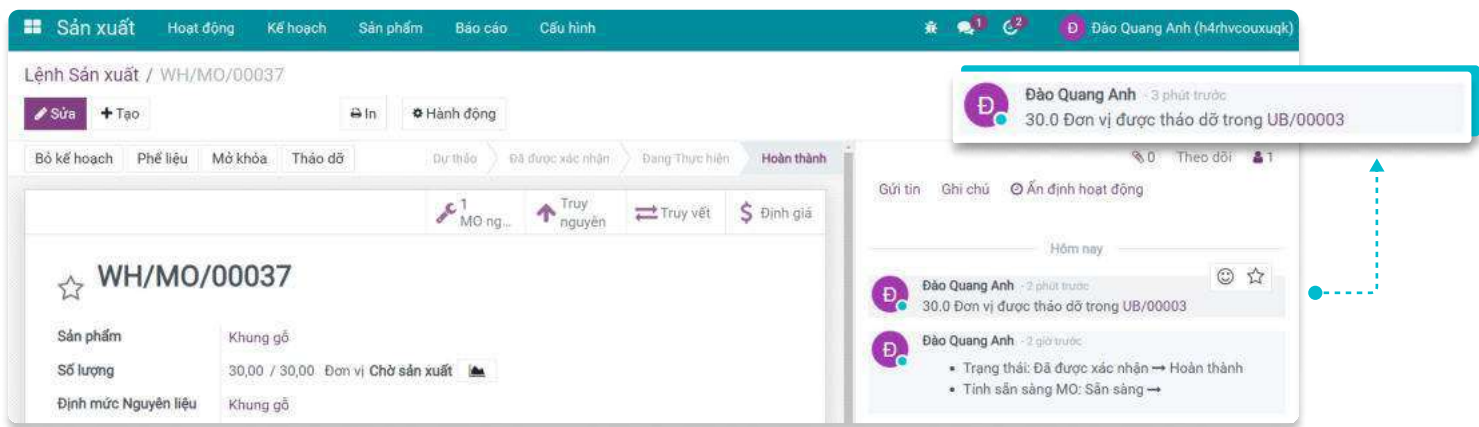 Sản xuất Hoạt động Kế hoạch Sản phẩm Báo cáo Cấu hình 1 2 Đ Đào Quang Anh (h4rhvcouxuqk)
Lệnh Sản xuất / WH/MO/00037
Sửa Tạo In Hành động
Đ Đào Quang Anh - 3 phút trước
30.0 Đơn vị được tháo dỡ trong UB/00003
Bỏ kế hoạch Phế liệu Mở khóa Tháo dỡ Dự thảo Đã được xác nhận Đang Thực hiện Hoàn thành
0 Theo dõi 1
Gửi tin Ghi chú Ấn định hoạt động
1 MO ng... Truy nguyên Truy vết Định giá
Hôm nay
WH/MO/00037
Đ Đào Quang Anh - 2 phút trước
30.0 Đơn vị được tháo dỡ trong UB/00003
Sản phẩm Khung gỗ
Số lượng 30,00 / 30,00 Đơn vị Chờ sản xuất
Định mức Nguyên liệu Khung gỗ
Đ Đào Quang Anh - 2 giờ trước
• Trạng thái: Đã được xác nhận → Hoàn thành
• Tính sẵn sàng MO: Sẵn sàng →